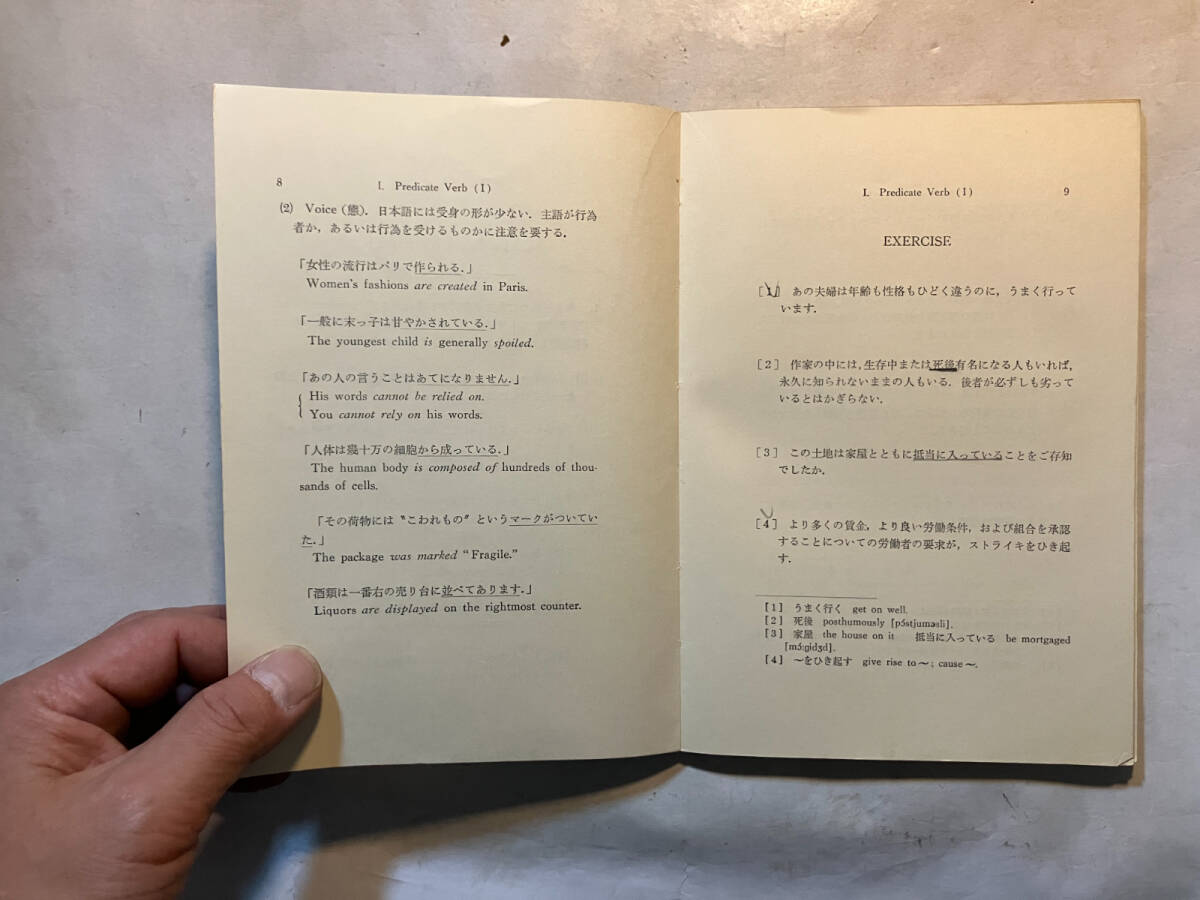 8
I. Predicate Verb (1)
(2) Voice (態). 日本語には受身の形が少ない. 主語が行為
者か, あるいは行為を受けるものかに注意を要する.
「女性の流行はパリで作られる.」
Women's fashions are created in Paris.
「一般に末っ子は甘やかされている.」
The youngest child is generally spoiled.
「あの人の言うことはあてになりません.」
His words cannot be relied on.
You cannot rely on his words.
「人体は幾十万の細胞から成っている.」
The human body is composed of hundreds of thou-
sands of cells.
「その荷物には〝こわれもの〟というマークがついてい
た.」
The package was marked “Fragile.”
「酒類は一番右の売り台に並べてあります.」
Liquors are displayed on the rightmost counter.
I. Predicate Verb (1)
9
EXERCISE
[1] あの夫婦は年齢も性格もひどく違うのに, うまく行って
います.
[2] 作家の中には, 生存中または死後有名になる人もいれば,
永久に知られないままの人もいる. 後者が必ずしも劣って
いるとはかぎらない.
[3] この土地は家屋とともに抵当に入っていることをご存知
でしたか.
[4] より多くの賃金, より良い労働条件, および組合を承認
することについての労働者の要求が, ストライキをひき起
す.
[1] うまく行く get on well.
[2] 死後 posthumously [pɔ́stjuməsli].
[3] 家屋 the house on it 抵当に入っている be mortgaged
[mɔ́:gidʒd].
[4] 〜をひき起す give rise to〜; cause〜.